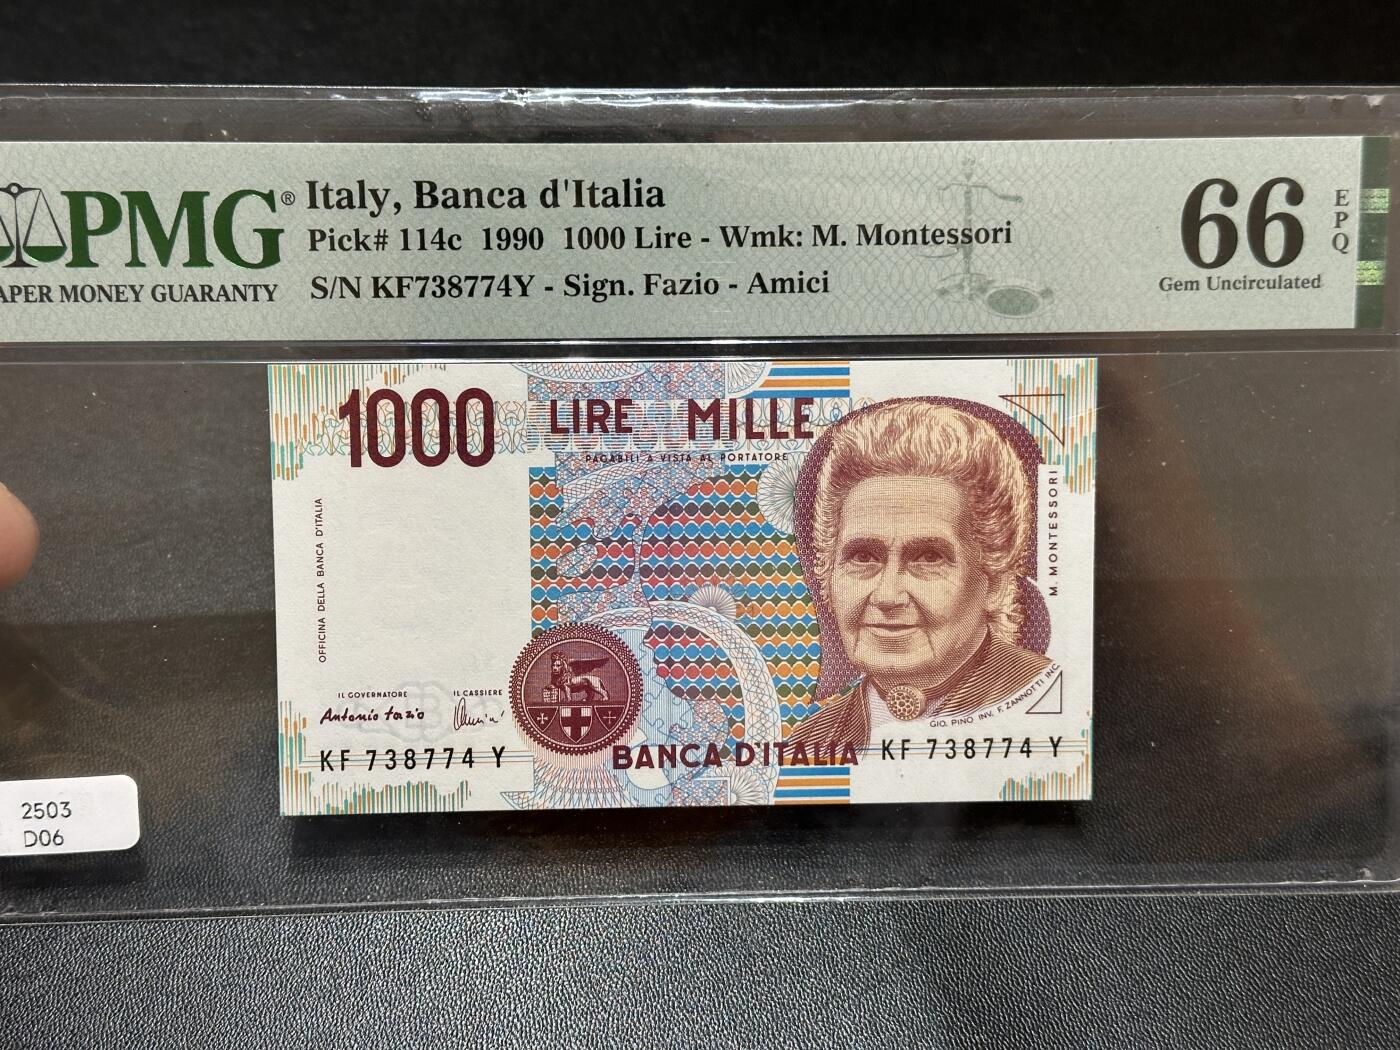 PMG®
APER MONEY GUARANTY
Italy, Banca d'Italia
Pick# 114c 1990 1000 Lire - Wmk: M. Montessori
S/N KF738774Y - Sign. Fazio - Amici
66
EPQ
Gem Uncirculated
1000 LIRE MILLE
PAGABILI A VISTA AL PORTATORE
OFFICINA DELLA BANCA D'ITALIA
M. MONTESSORI
IL GOVERNATORE
IL CASSIERE
Antonio Fazio
GIO. PINO INV. F. ZANNOTTI INC.
KF 738774 Y
BANCA D'ITALIA
KF 738774 Y
2503
D06